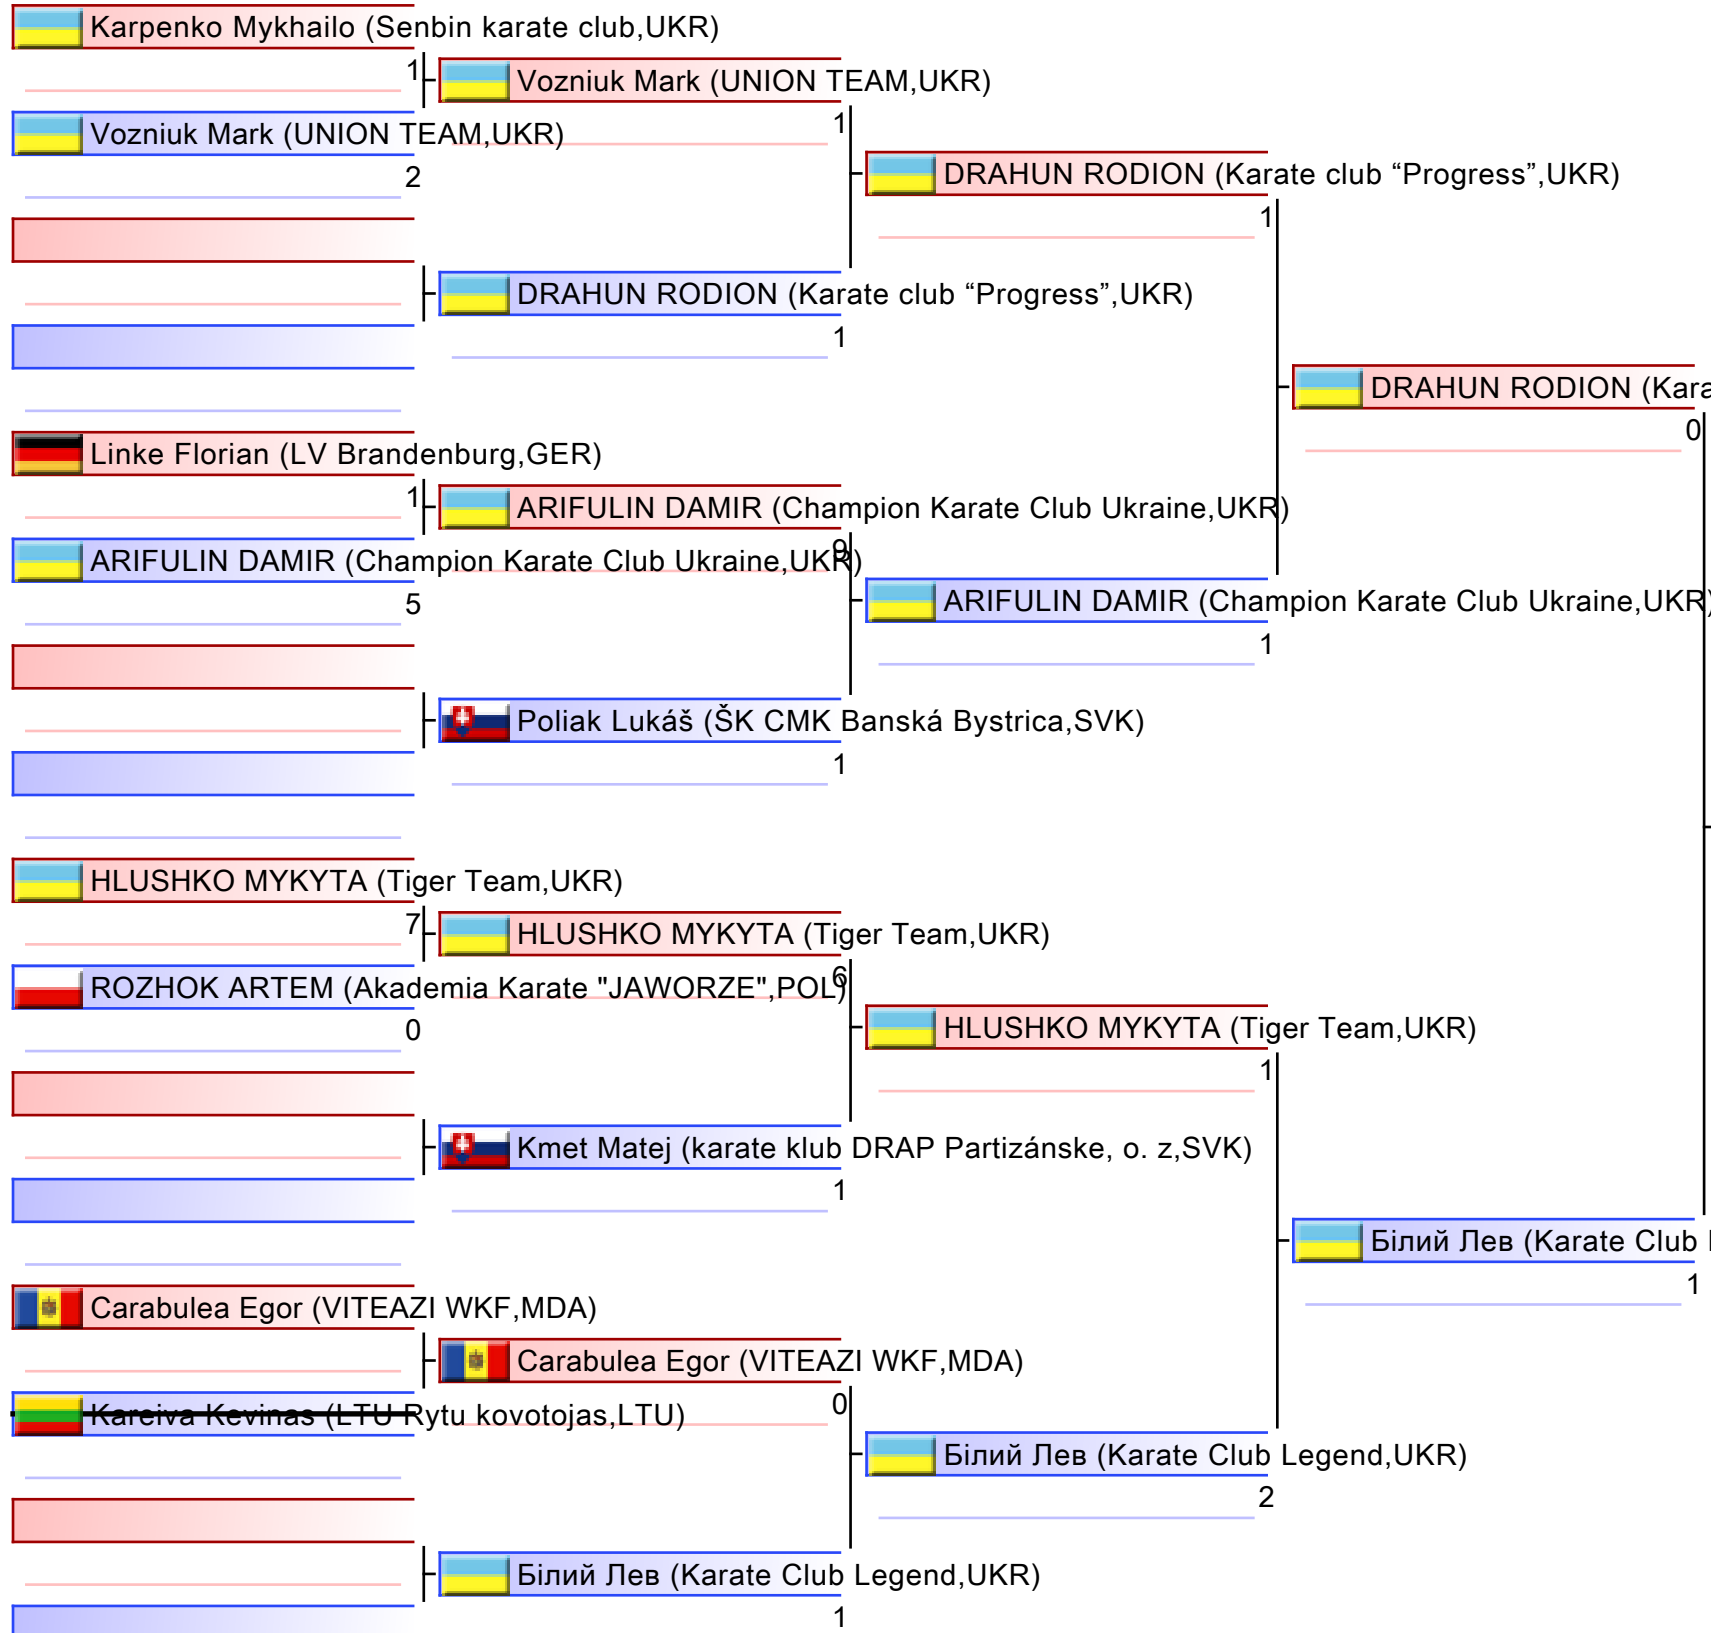 Karpenko Mykhailo (Senbin karate club,UKR)
1
Vozniuk Mark (UNION TEAM,UKR)
2
Linke Florian (LV Brandenburg,GER)
1
ARIFULIN DAMIR (Champion Karate Club Ukraine,UKR)
5
HLUSHKO MYKYTA (Tiger Team,UKR)
7
ROZHOK ARTEM (Akademia Karate "JAWORZE",POL)
0
Carabulea Egor (VITEAZI WKF,MDA)
Kareiva Kevinas (LTU Rytu kovotojas,LTU)
Vozniuk Mark (UNION TEAM,UKR)
1
DRAHUN RODION (Karate club “Progress”,UKR)
1
ARIFULIN DAMIR (Champion Karate Club Ukraine,UKR)
9
Poliak Lukáš (ŠK CMK Banská Bystrica,SVK)
1
HLUSHKO MYKYTA (Tiger Team,UKR)
6
Kmet Matej (karate klub DRAP Partizánske, o. z,SVK)
1
Carabulea Egor (VITEAZI WKF,MDA)
0
Білий Лев (Karate Club Legend,UKR)
1
DRAHUN RODION (Karate club “Progress”,UKR)
1
ARIFULIN DAMIR (Champion Karate Club Ukraine,UKR)
1
HLUSHKO MYKYTA (Tiger Team,UKR)
1
Білий Лев (Karate Club Legend,UKR)
2
DRAHUN RODION (Kara
0
Білий Лев (Karate Club
1